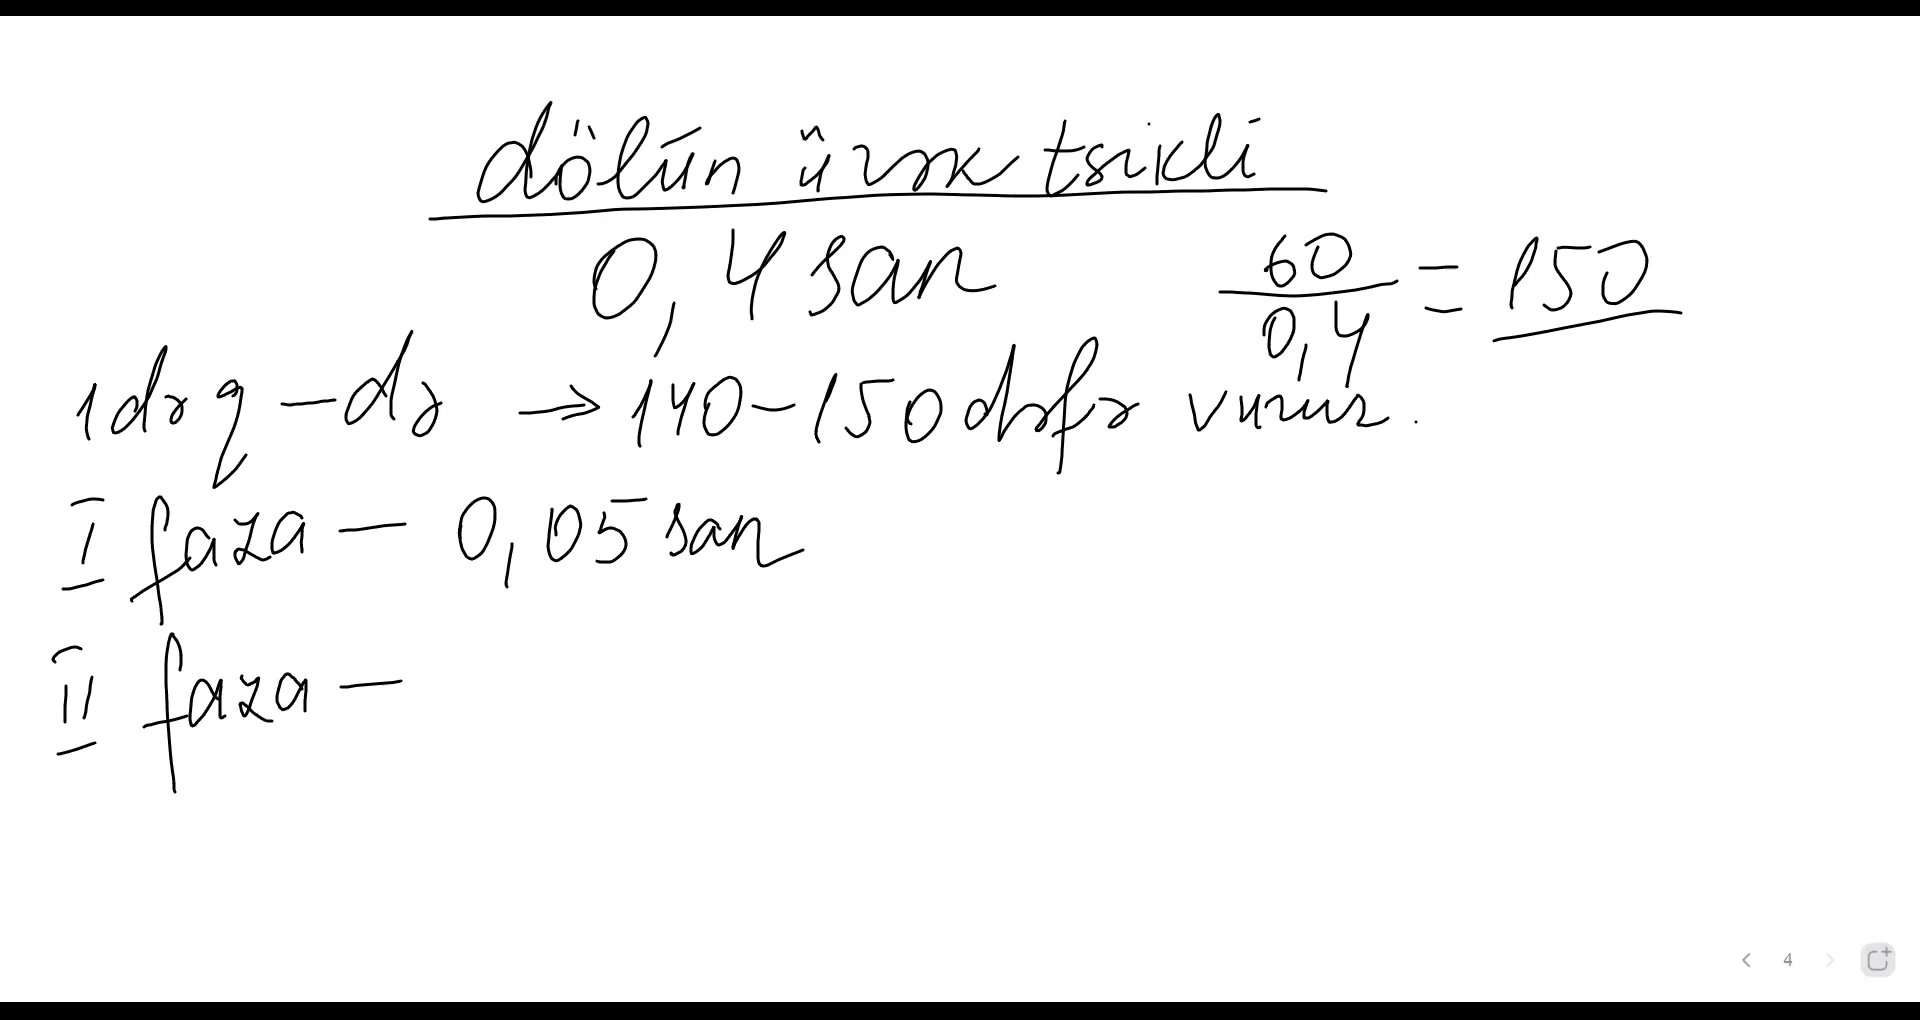 dölün ürək tsikli
0,4 san
60/0,4 = 150
1 dəq-də → 140-150 dəfə vurur.
I faza - 0,05 san
II faza -
4